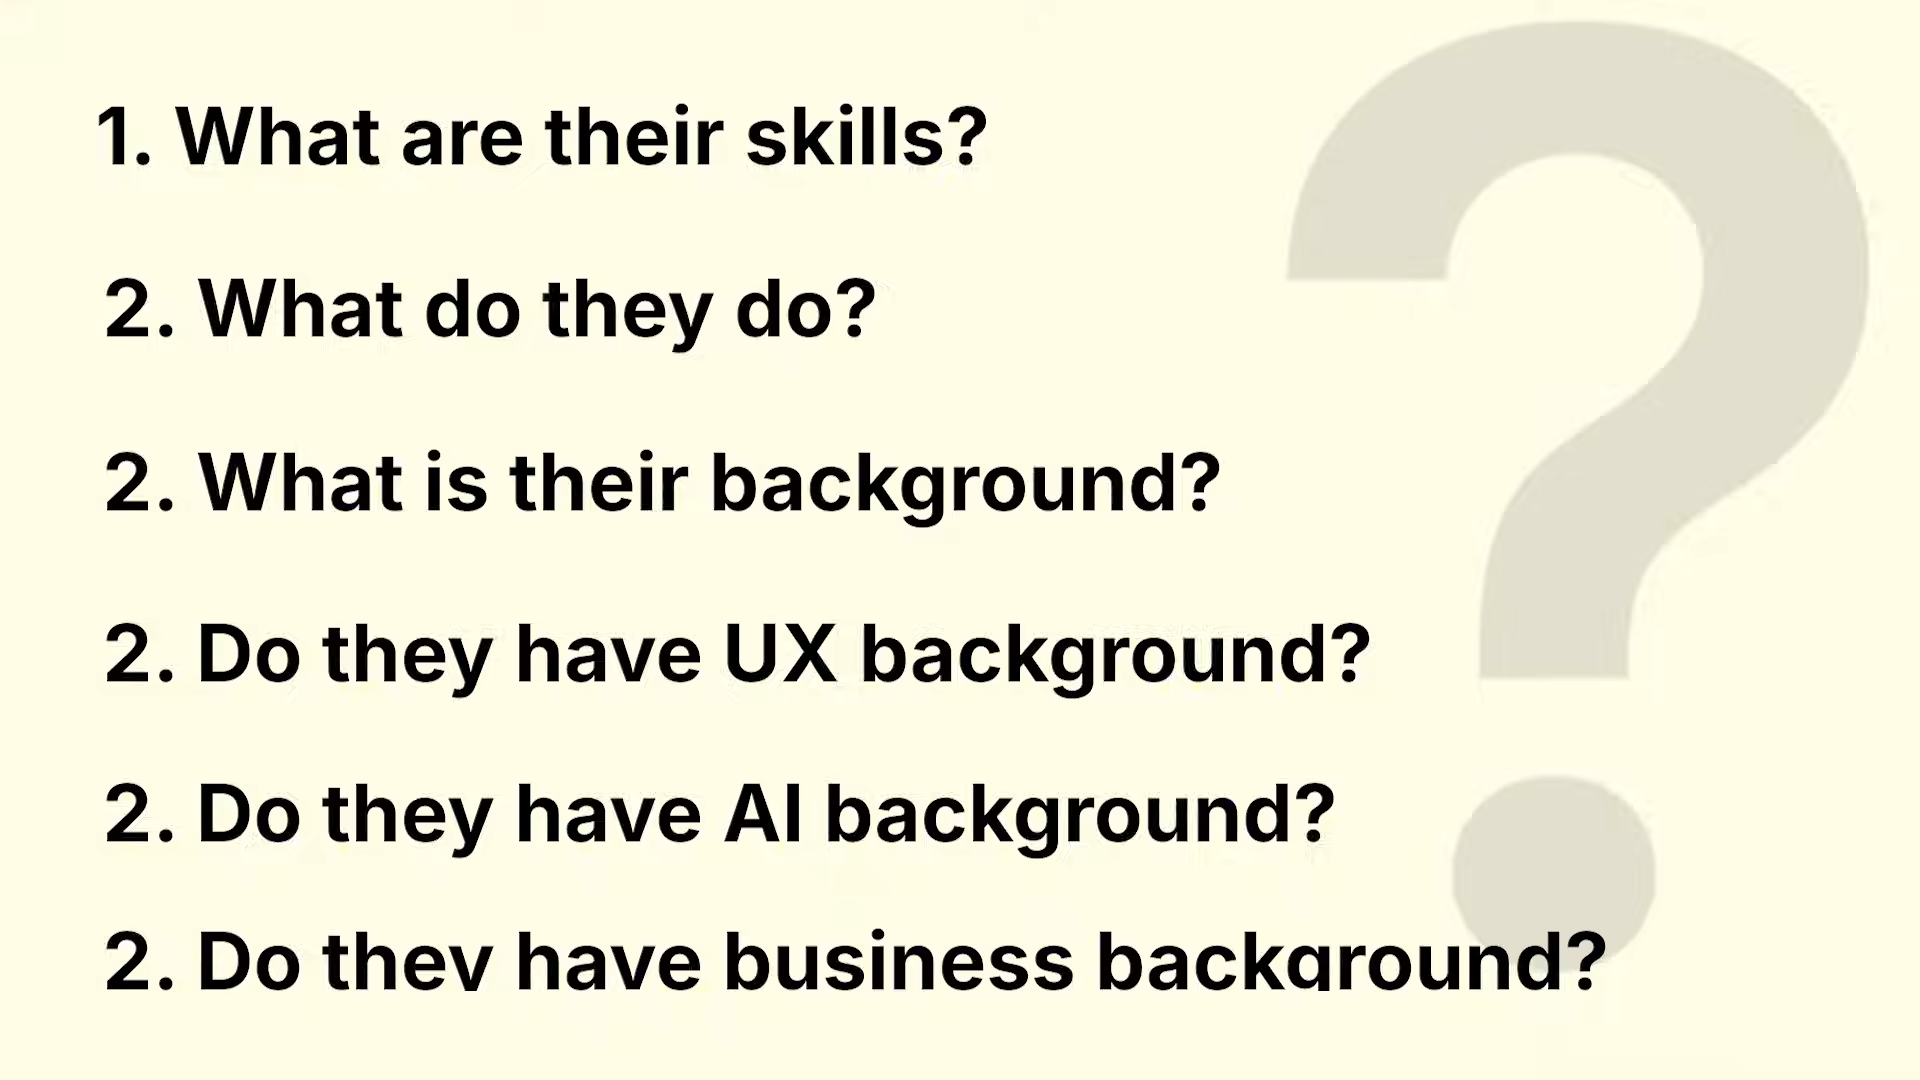 1. What are their skills?
2. What do they do?
2. What is their background?
2. Do they have UX background?
2. Do they have AI background?
2. Do they have business background?